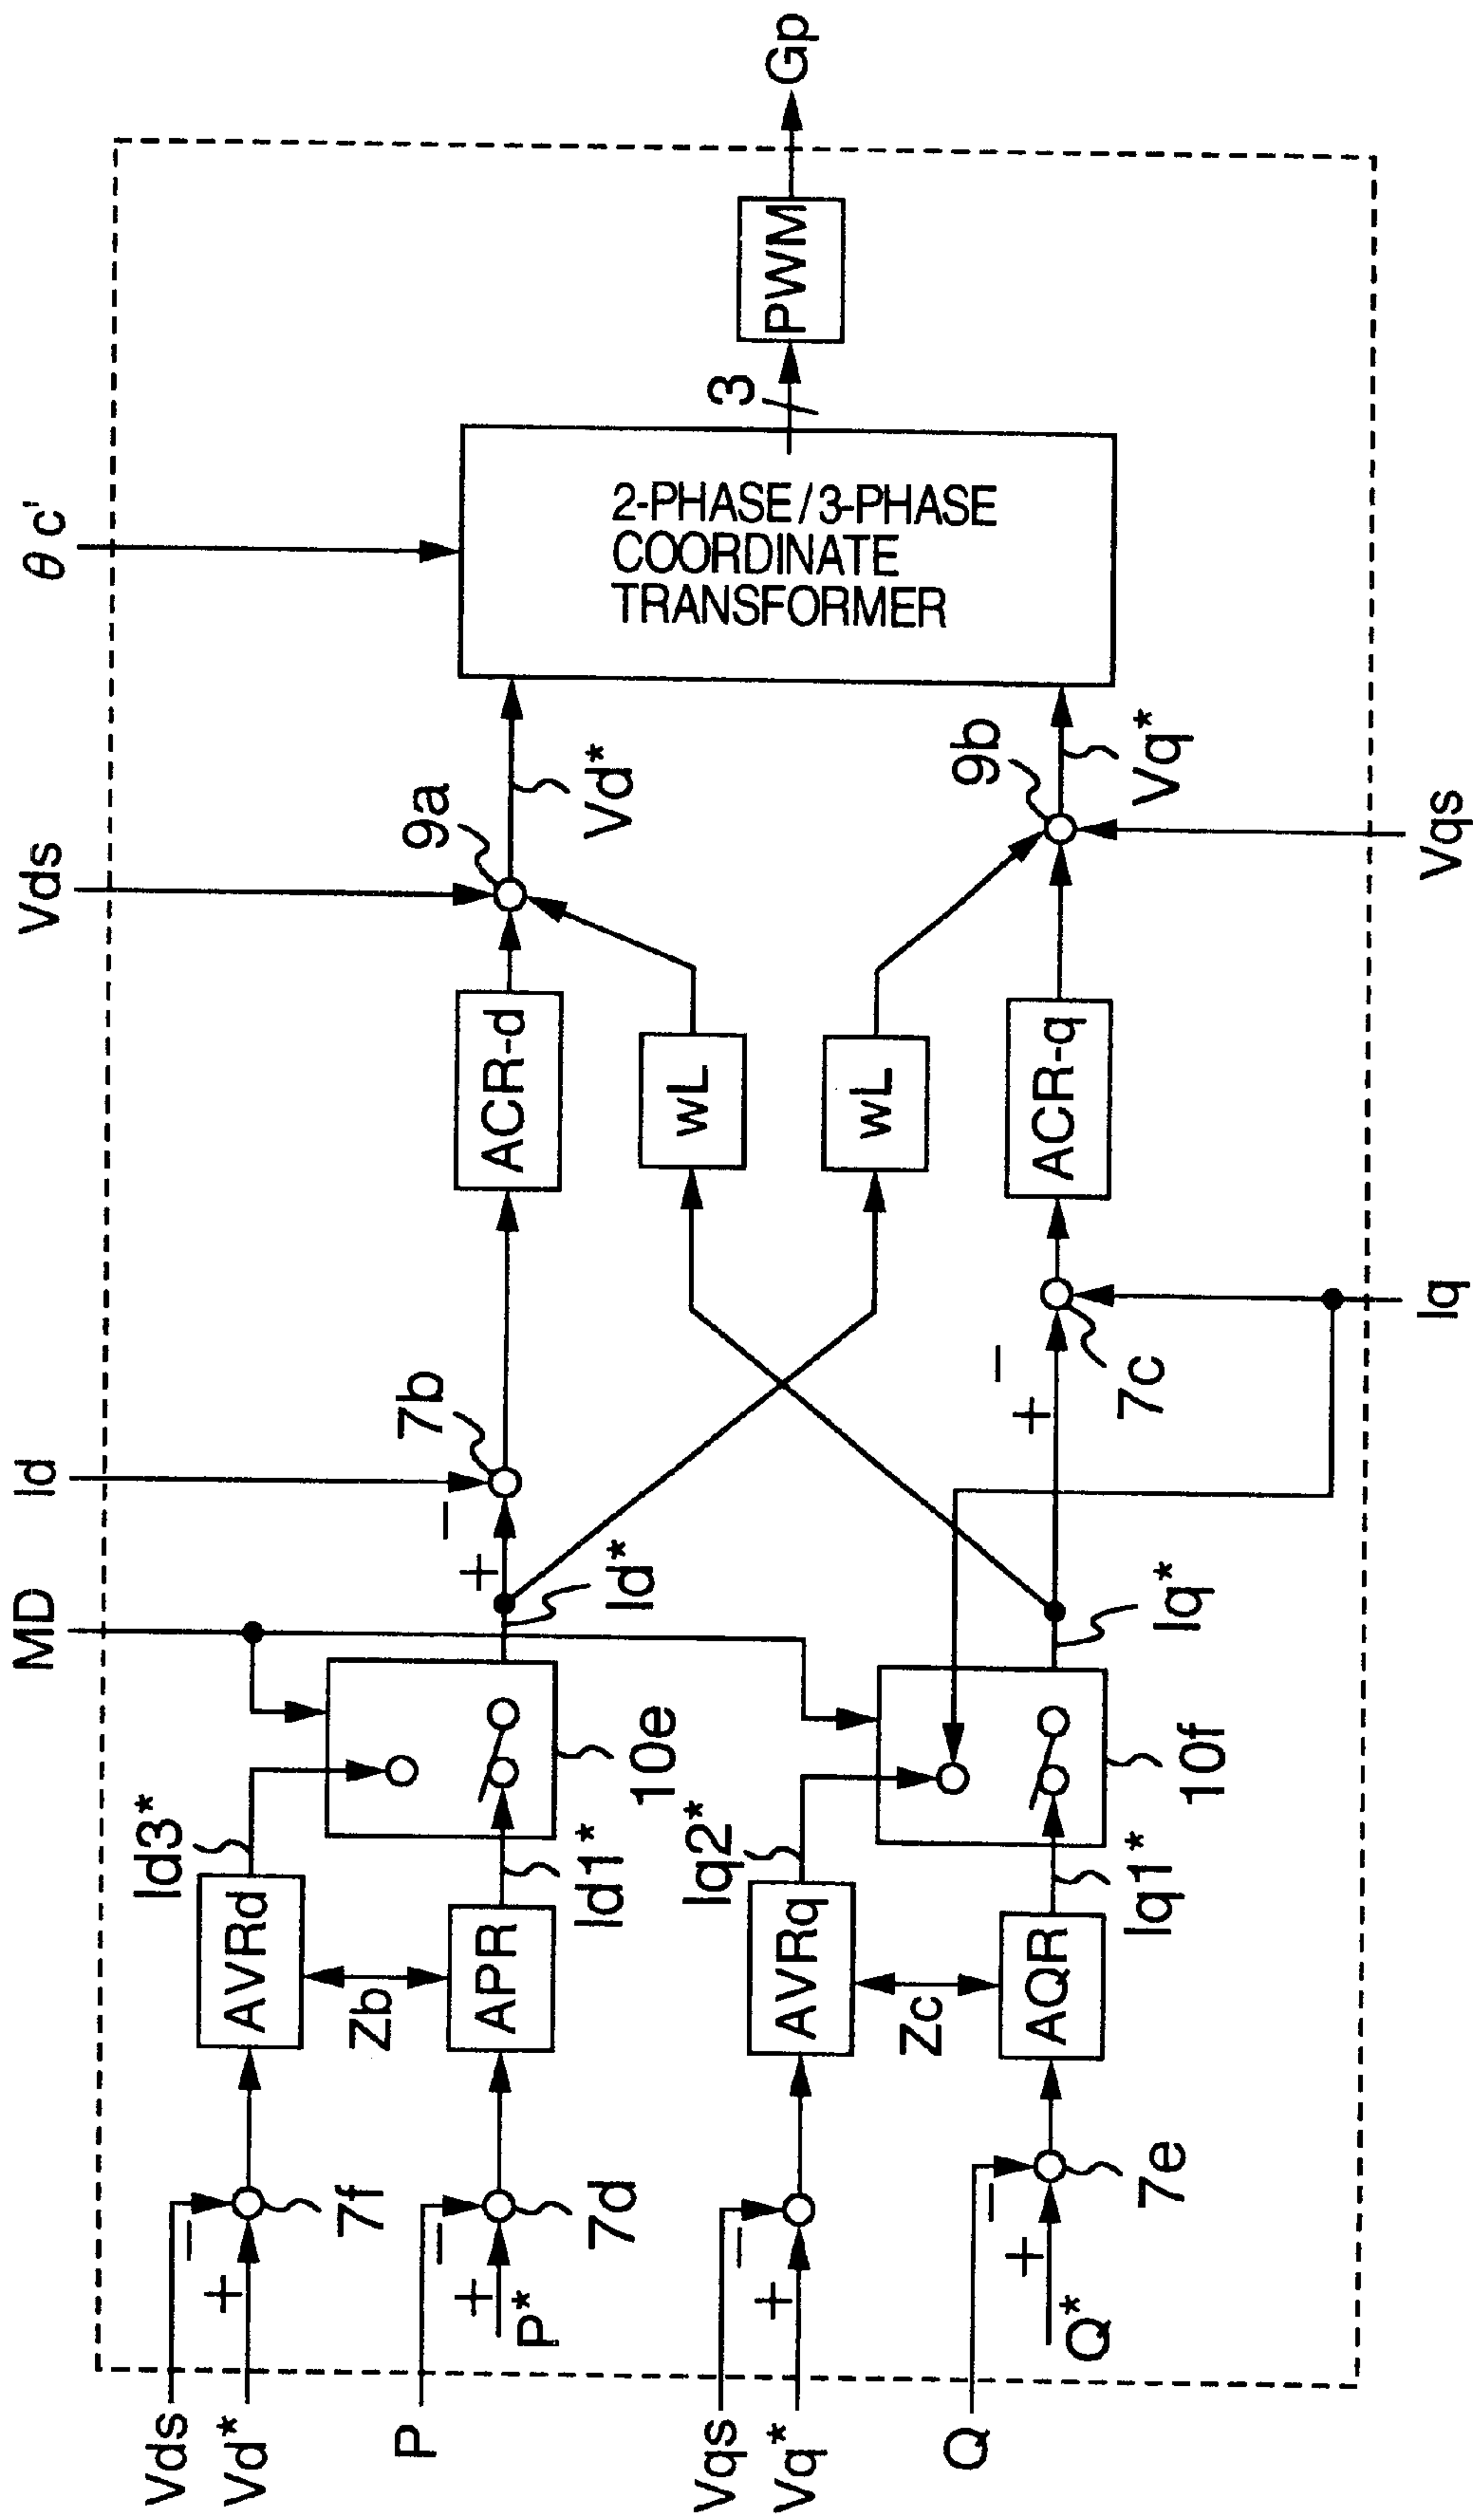 Vds
Vd*
P
Vqs
Vq*
Q
MD
Id
Vds
θc'
Iq
Vqs
Gp
−
+
7f
−
+
P*
7d
−
+
−
+
Q*
7e
AVRd
Zb
APR
AVRq
Zc
AQR
Id3*
Id1*
Iq2*
Iq1*
10e
10f
Id*
Iq*
+
−
7b
+
−
7c
ACR-d
wL
wL
ACR-q
9a
Vd*
9b
Vq*
2-PHASE/3-PHASE
COORDINATE
TRANSFORMER
3
PWM